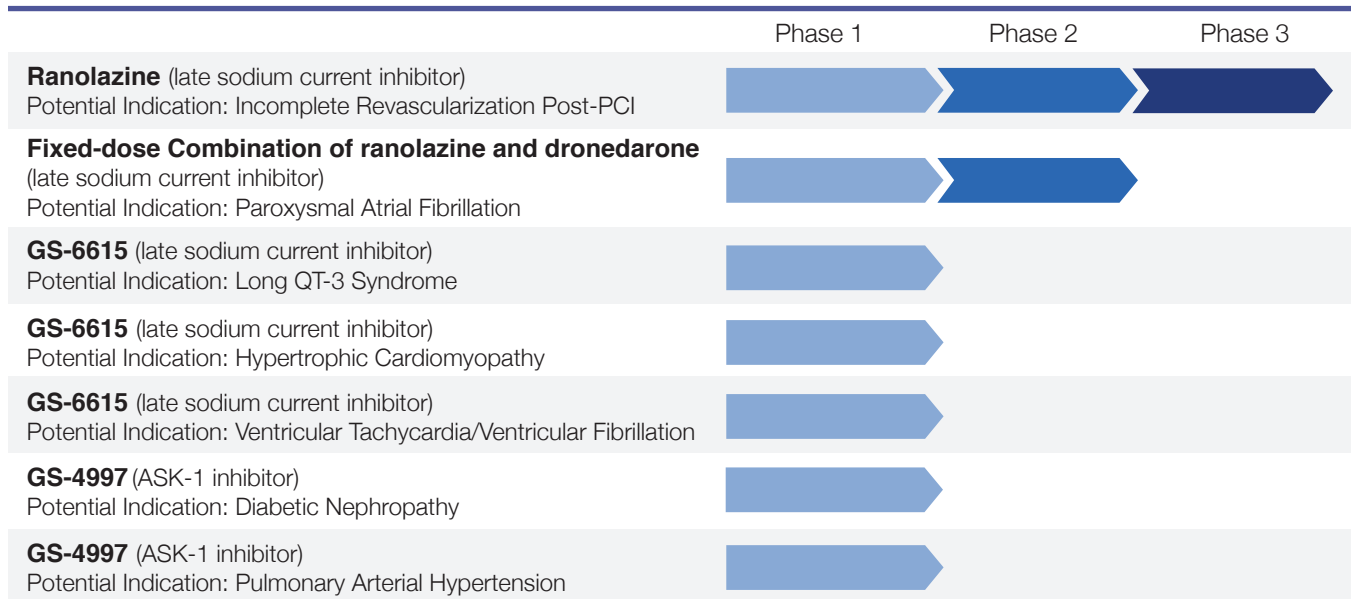 Phase 1 Phase 2 Phase 3
Ranolazine (late sodium current inhibitor)
Potential Indication: Incomplete Revascularization Post-PCI
Fixed-dose Combination of ranolazine and dronedarone
(late sodium current inhibitor)
Potential Indication: Paroxysmal Atrial Fibrillation
GS-6615 (late sodium current inhibitor)
Potential Indication: Long QT-3 Syndrome
GS-6615 (late sodium current inhibitor)
Potential Indication: Hypertrophic Cardiomyopathy
GS-6615 (late sodium current inhibitor)
Potential Indication: Ventricular Tachycardia/Ventricular Fibrillation
GS-4997 (ASK-1 inhibitor)
Potential Indication: Diabetic Nephropathy
GS-4997 (ASK-1 inhibitor)
Potential Indication: Pulmonary Arterial Hypertension